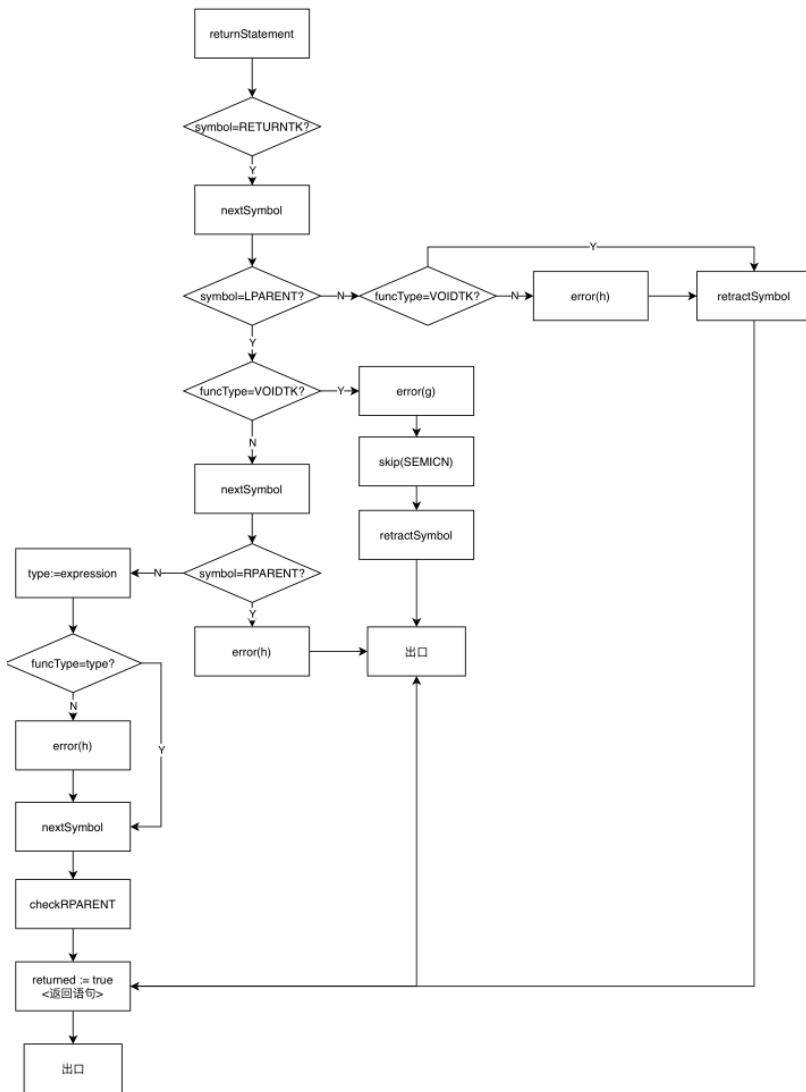 returnStatement
symbol=RETURNTK?
Y
nextSymbol
Y
symbol=LPARENT?
N
funcType=VOIDTK?
N
error(h)
retractSymbol
Y
funcType=VOIDTK?
Y
error(g)
N
skip(SEMICN)
nextSymbol
retractSymbol
type:=expression
N
symbol=RPARENT?
Y
error(h)
出口
funcType=type?
N
Y
error(h)
nextSymbol
checkRPARENT
returned := true
<返回语句>
出口